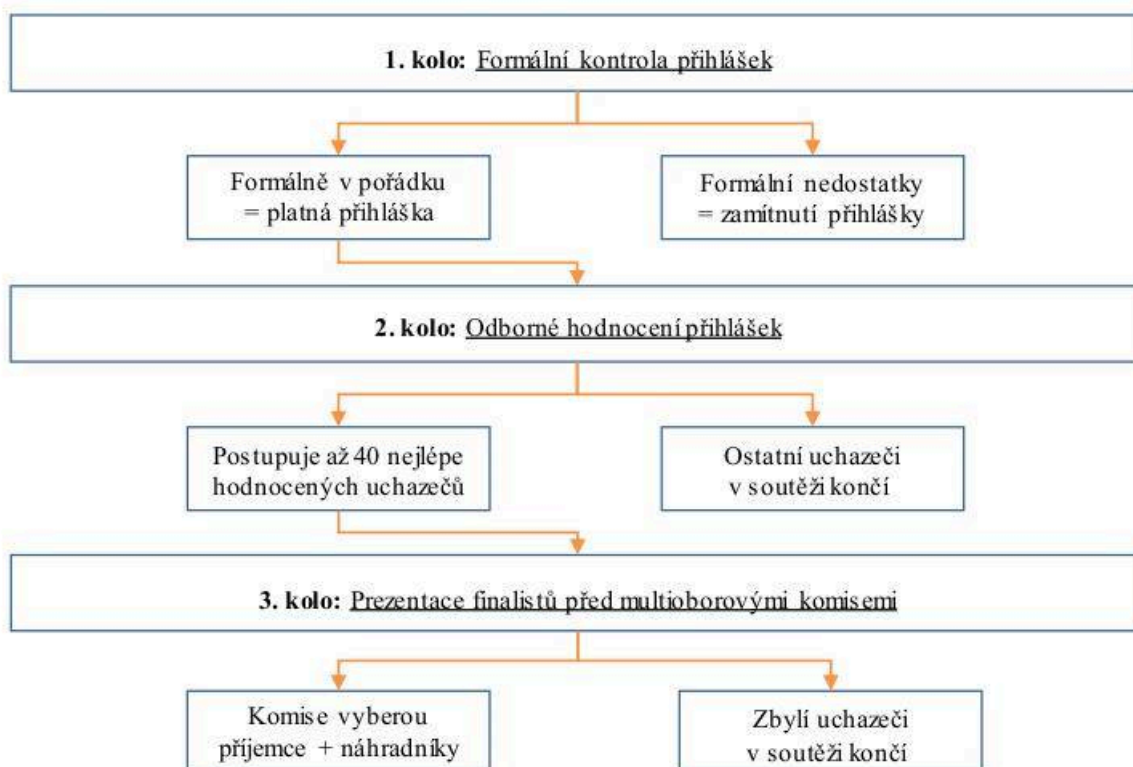 1. kolo: Formální kontrola přihlášek
Formálně v pořádku
= platná přihláška
Formální nedostatky
= zamítnutí přihlášky
2. kolo: Odborné hodnocení přihlášek
Postupuje až 40 nejlépe
hodnocených uchazečů
Ostatní uchazeči
v soutěži končí
3. kolo: Prezentace finalistů před multioborovými komisemi
Komise vyberou
příjemce + náhradníky
Zbylí uchazeči
v soutěži končí